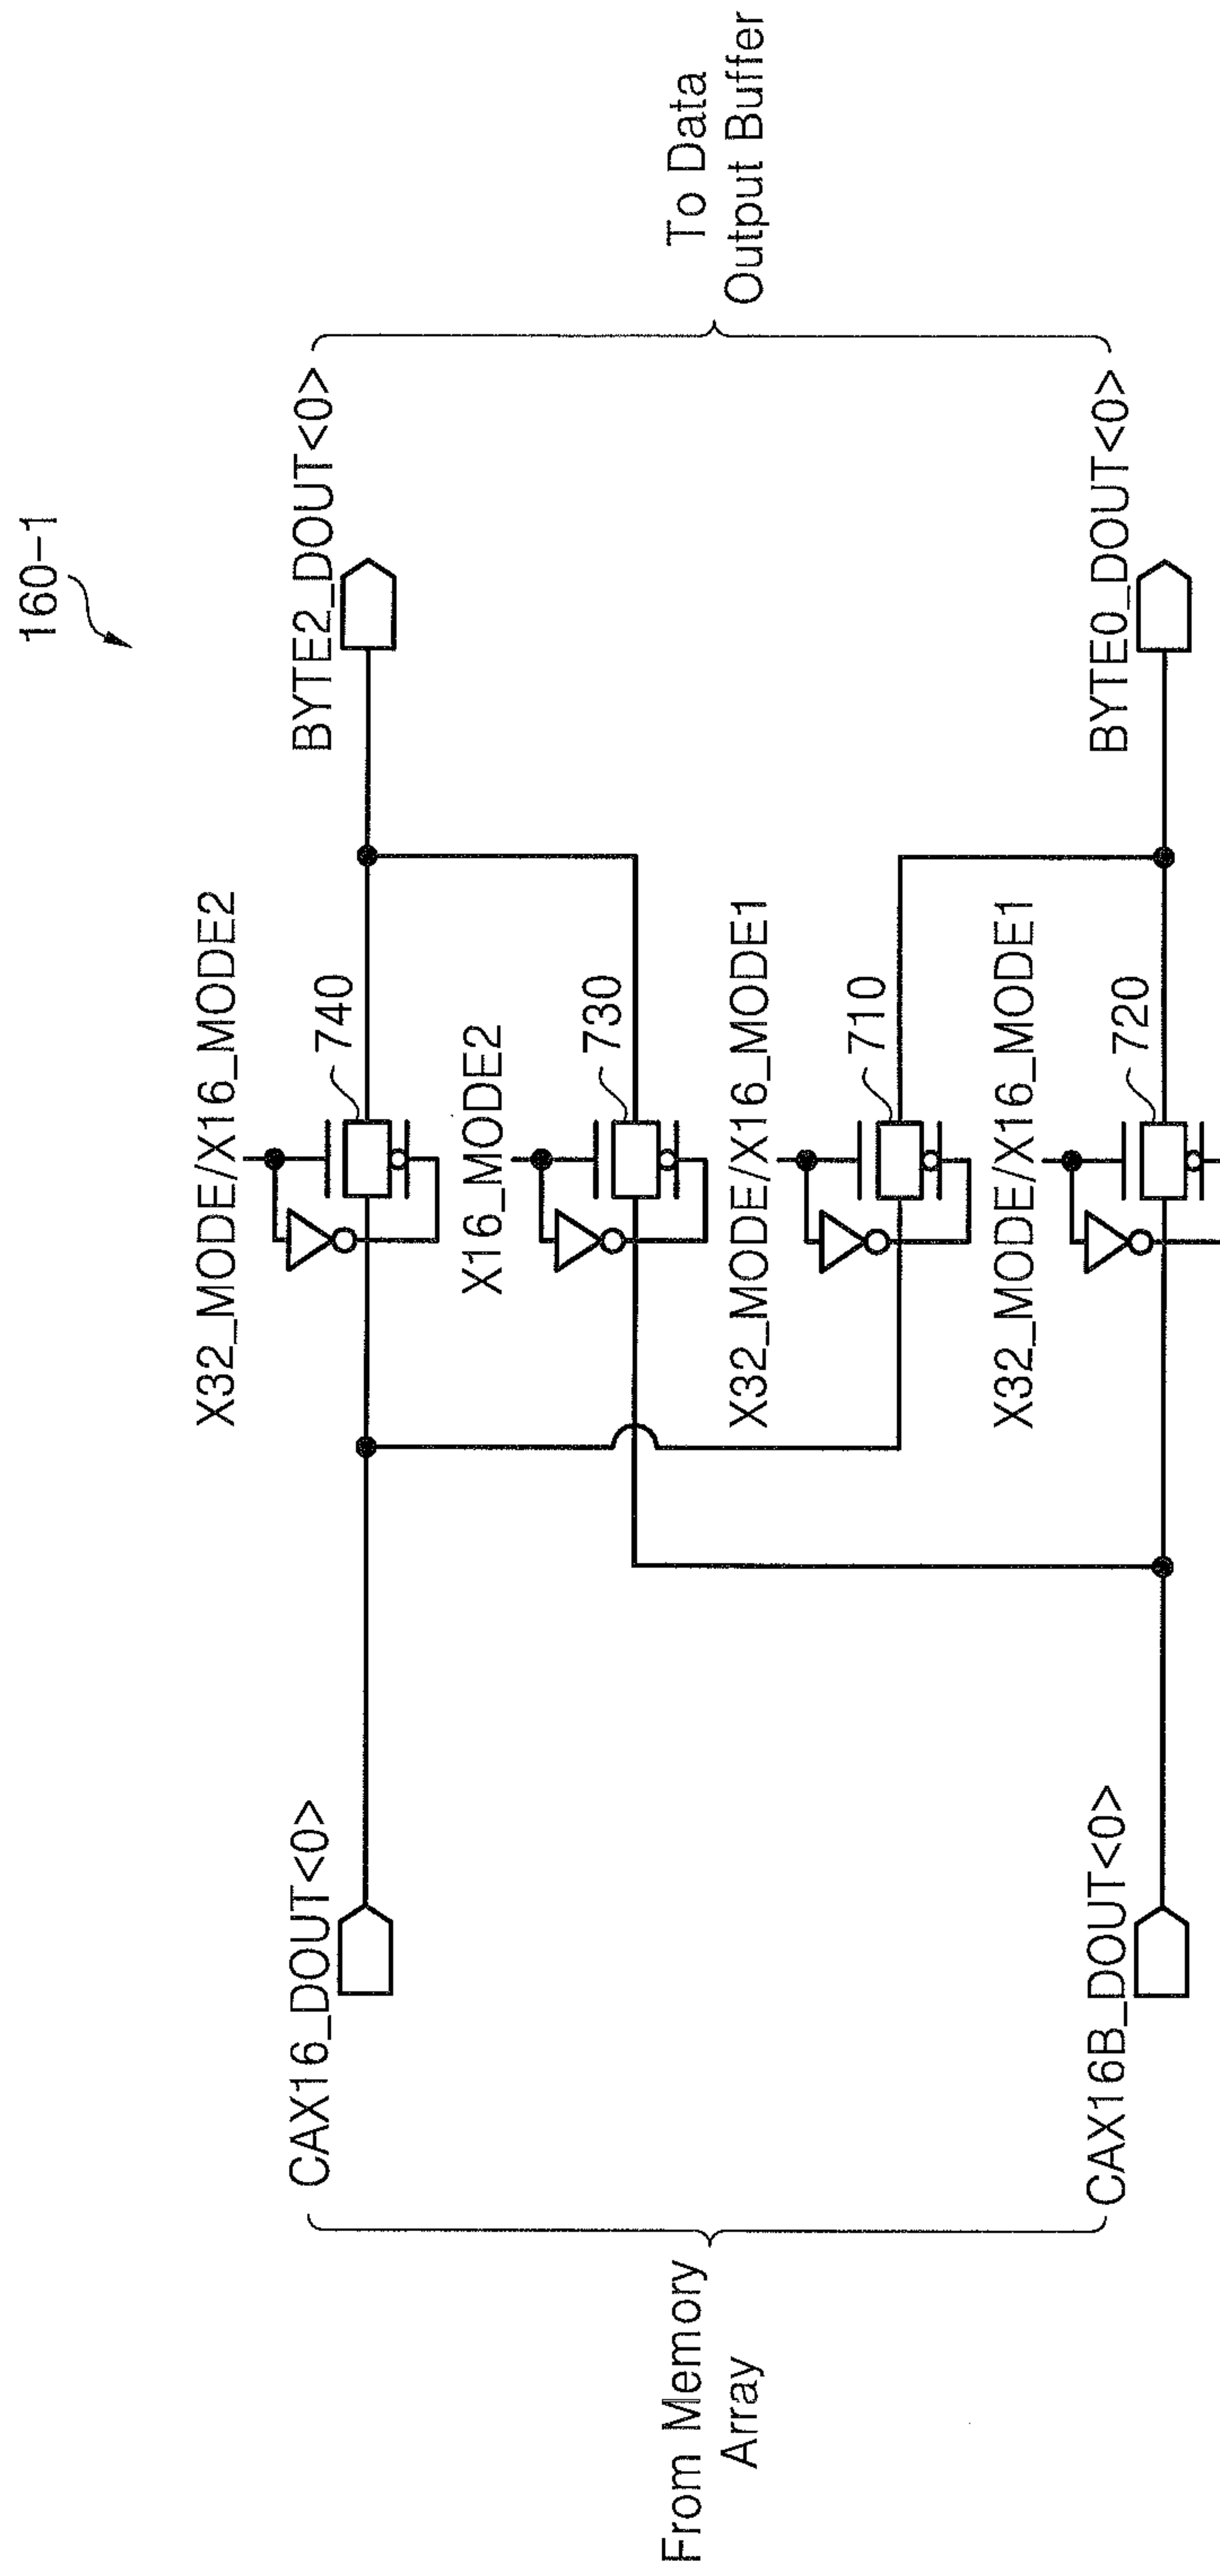 160-1
X32_MODE/X16_MODE2
CAX16_DOUT<0>
740
BYTE2_DOUT<0>
X16_MODE2
730
From Memory
Array
To Data
Output Buffer
X32_MODE/X16_MODE1
710
X32_MODE/X16_MODE1
CAX16B_DOUT<0>
720
BYTE0_DOUT<0>